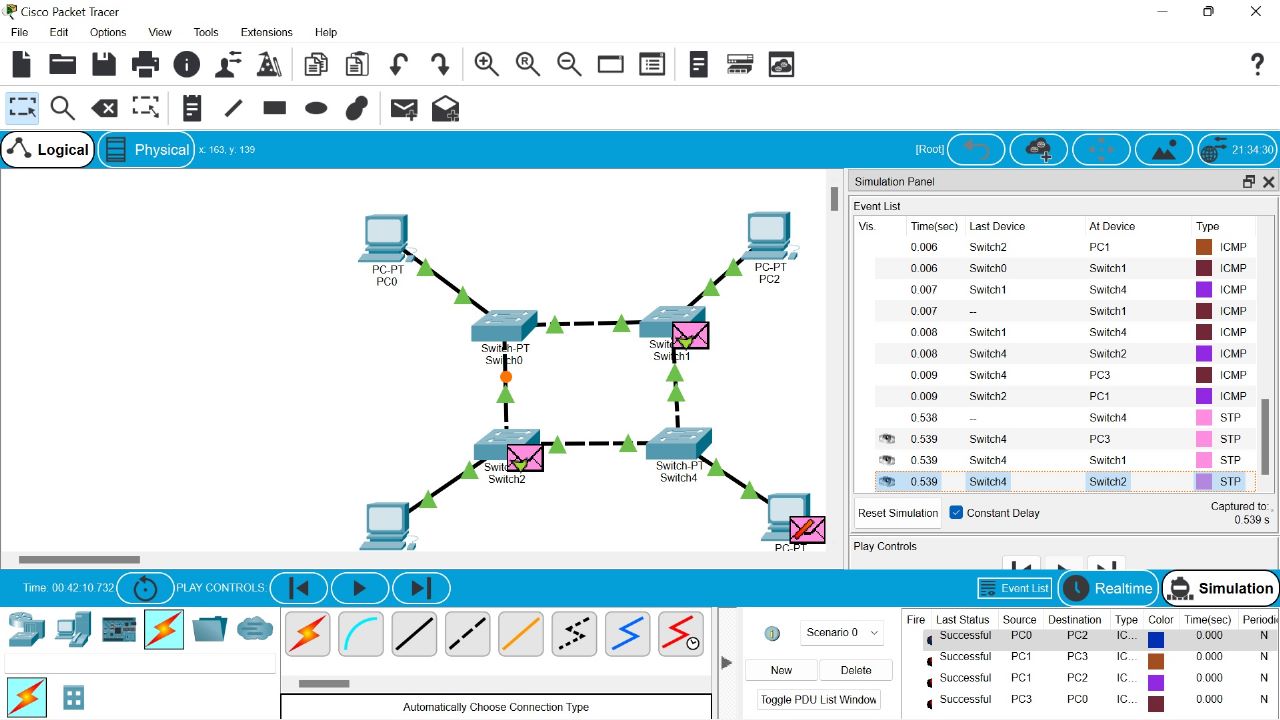 Cisco Packet Tracer
File Edit Options View Tools Extensions Help
Logical Physical x: 163, y: 139 [Root] 21:34:30
PC-PT
PC0
PC-PT
PC2
Switch-PT
Switch0
Switch1
Switch2
Switch-PT
Switch4
PC-PT
Simulation Panel
Event List
Vis. Time(sec) Last Device At Device Type
0.006 Switch2 PC1 ICMP
0.006 Switch0 Switch1 ICMP
0.007 Switch1 Switch4 ICMP
0.007 -- Switch1 ICMP
0.008 Switch1 Switch4 ICMP
0.008 Switch4 Switch2 ICMP
0.009 Switch4 PC3 ICMP
0.009 Switch2 PC1 ICMP
0.538 -- Switch4 STP
0.539 Switch4 PC3 STP
0.539 Switch4 Switch1 STP
0.539 Switch4 Switch2 STP
Reset Simulation Constant Delay Captured to:
0.539 s
Play Controls
Time: 00:42:10.732 PLAY CONTROLS: Event List Realtime Simulation
Automatically Choose Connection Type
Scenario 0
New Delete
Toggle PDU List Window
Fire Last Status Source Destination Type Color Time(sec) Periodi
Successful PC0 PC2 IC... 0.000 N
Successful PC1 PC3 IC... 0.000 N
Successful PC1 PC2 IC... 0.000 N
Successful PC3 PC0 IC... 0.000 N